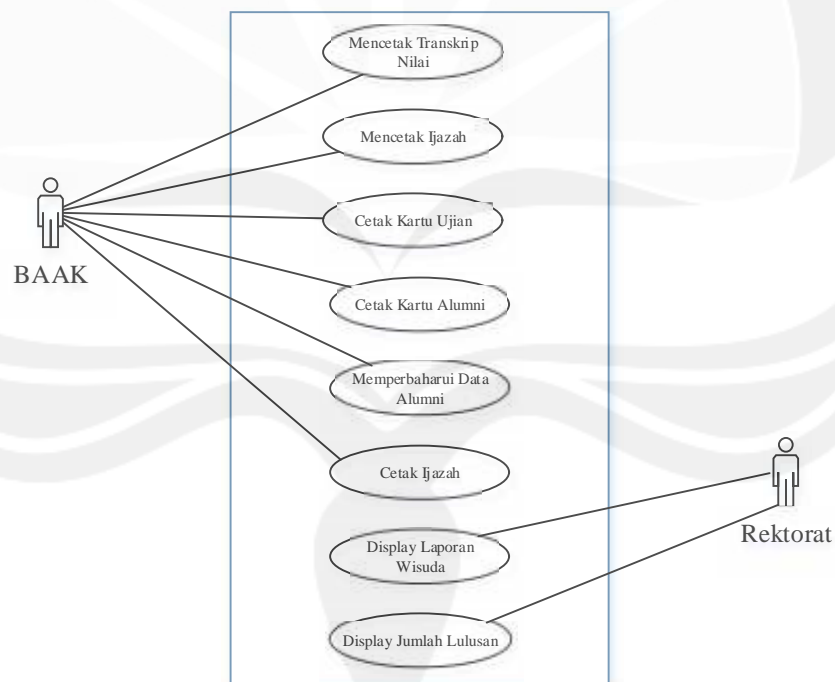 Mencetak Transkrip
Nilai
Mencetak Ijazah
Cetak Kartu Ujian
BAAK
Cetak Kartu Alumni
Memperbaharui Data
Alumni
Cetak Ijazah
Rektorat
Display Laporan
Wisuda
Display Jumlah Lulusan